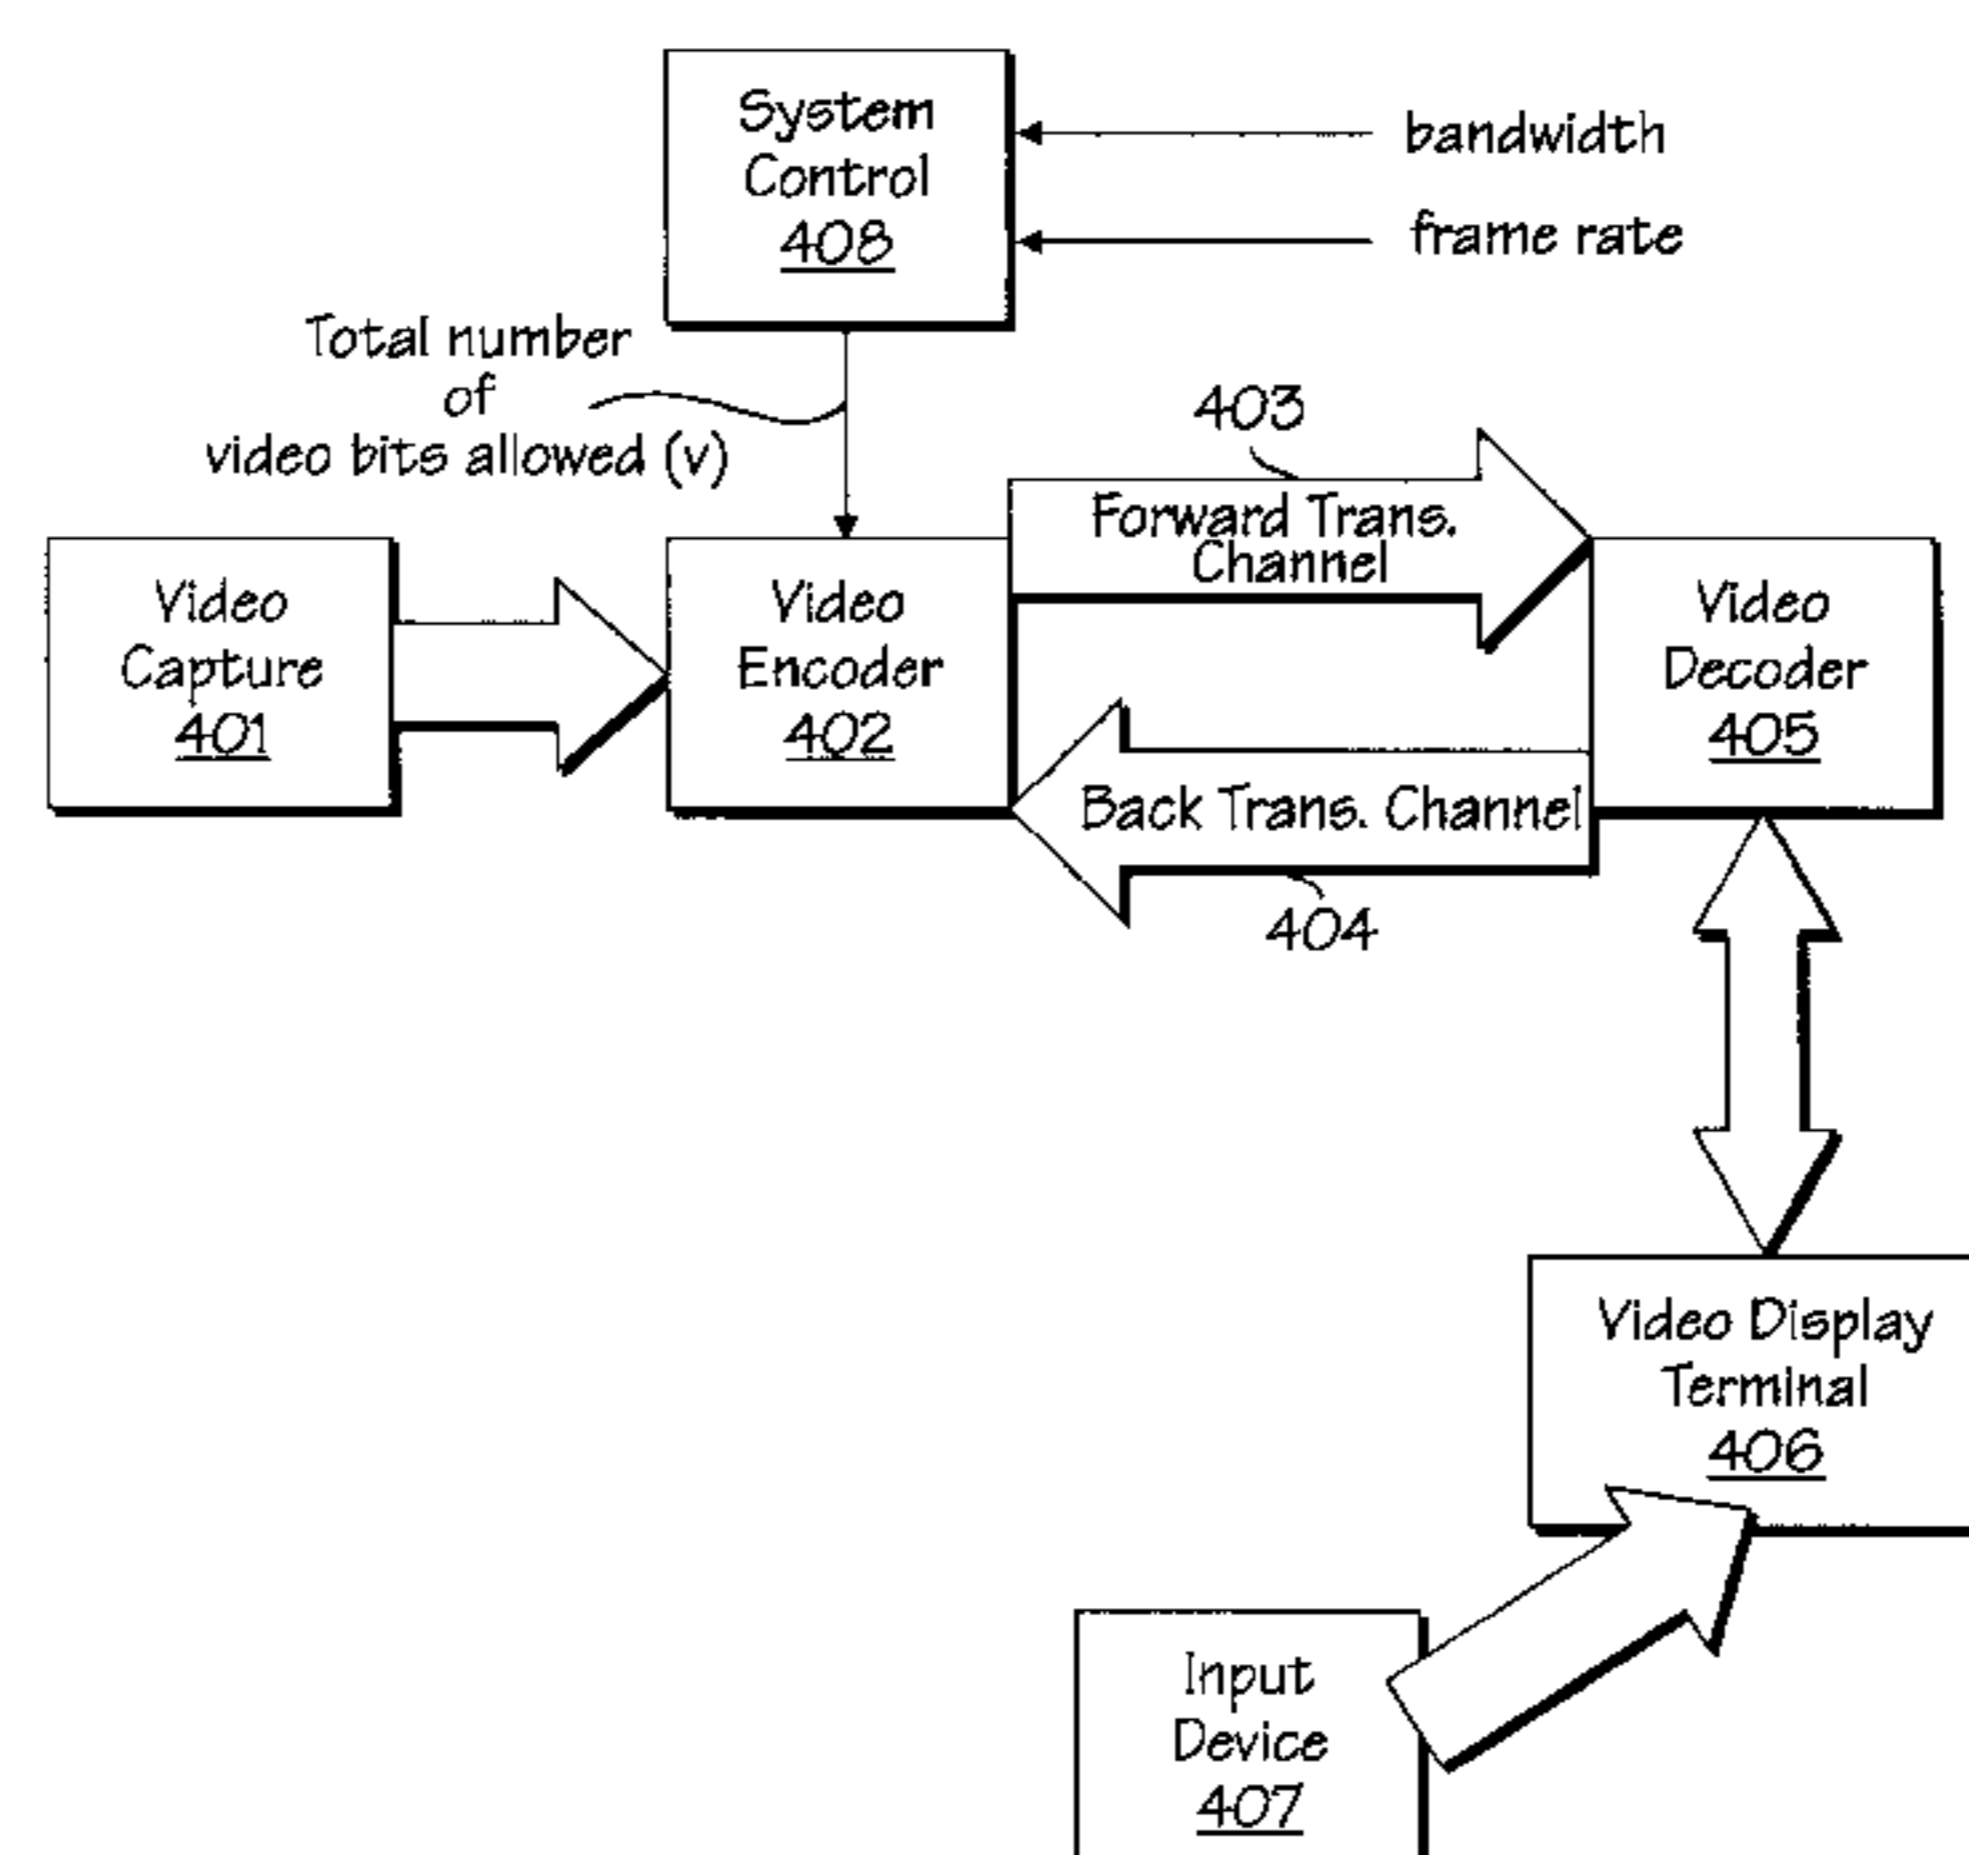 System
Control
408
bandwidth
frame rate
Total number
of
video bits allowed (v)
403
Forward Trans.
Channel
Video
Capture
401
Video
Encoder
402
Video
Decoder
405
Back Trans. Channel
404
Video Display
Terminal
406
Input
Device
407